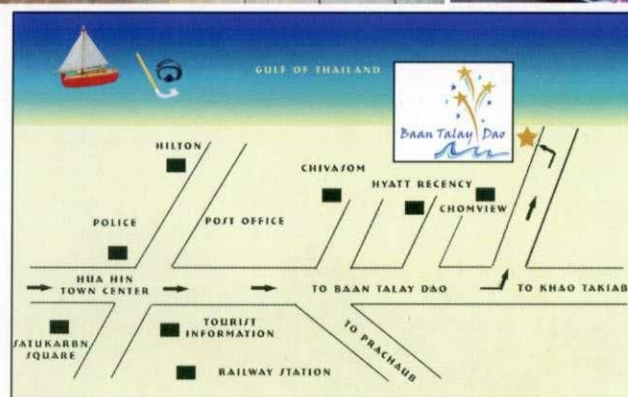 GULF OF THAILAND
Baan Talay Dao
HILTON
CHIVASOM
HYATT RECENCY
CHOMVIEW
POLICE
POST OFFICE
HUA HIN
TOWN CENTER
TO BAAN TALAY DAO
TO KHAO TAKIAB
SATUKARBN
SQUARE
TOURIST
INFORMATION
TO PRACHAUB
RAILWAY STATION